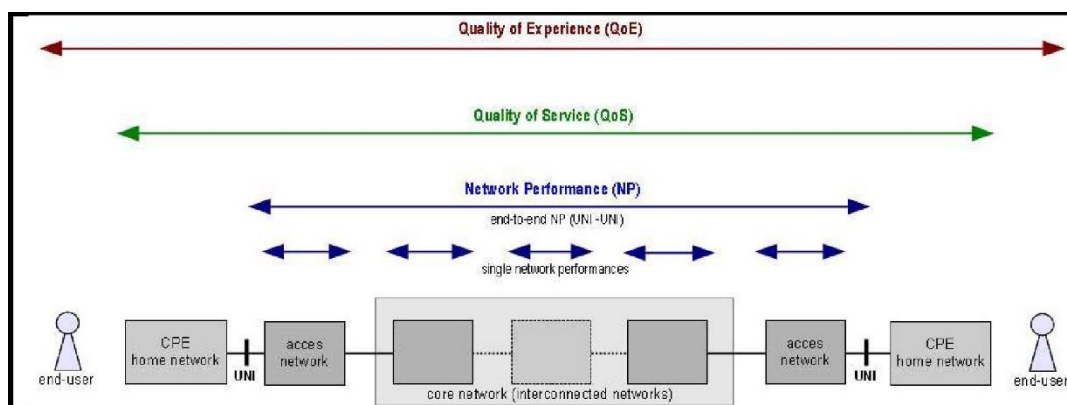 Quality of Experience (QoE)
Quality of Service (QoS)
Network Performance (NP)
end-to-end NP (UNI-UNI)
single network performances
CPE
home network
UNI
acces
network
acces
network
UNI
CPE
home network
end-user
core network (interconnected networks)
end-user